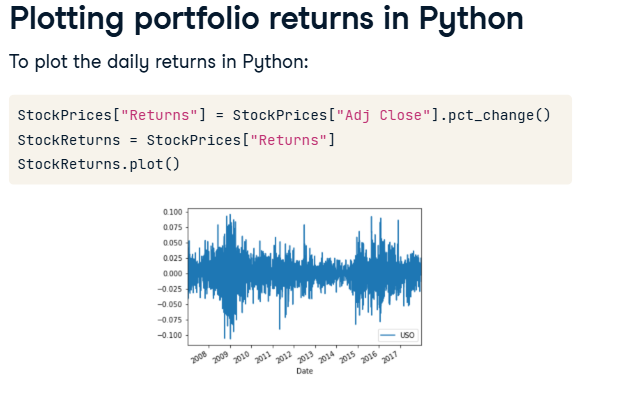 Plotting portfolio returns in Python
To plot the daily returns in Python:
StockPrices["Returns"] = StockPrices["Adj Close"].pct_change()
StockReturns = StockPrices["Returns"]
StockReturns.plot()
0.100
0.075
0.050
0.025
0.000
−0.025
−0.050
−0.075
−0.100
USO
2008 2009 2010 2011 2012 2013 2014 2015 2016 2017
Date